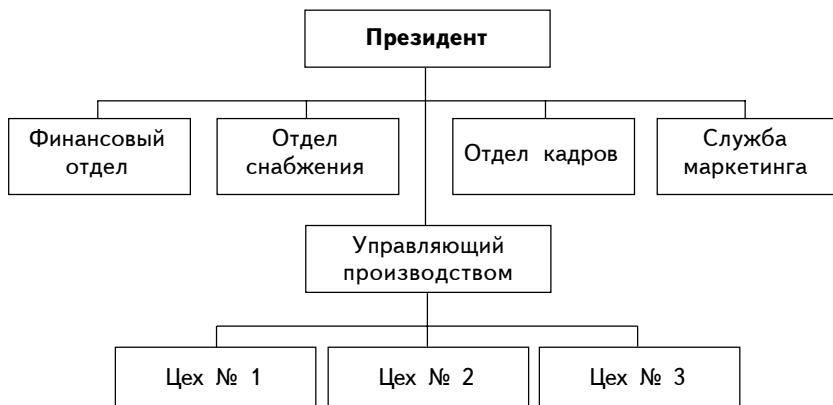 Президент
Финансовый
отдел
Отдел
снабжения
Отдел кадров
Служба
маркетинга
Управляющий
производством
Цех № 1
Цех № 2
Цех № 3